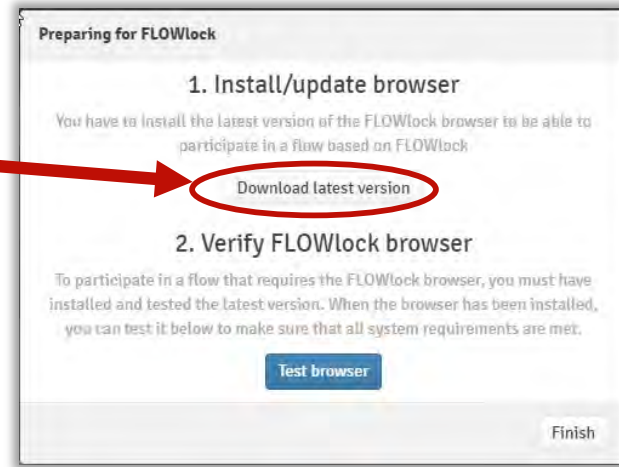 Preparing for FLOWlock
1. Install/update browser
You have to install the latest version of the FLOWlock browser to be able to
participate in a flow based on FLOWlock
Download latest version
2. Verify FLOWlock browser
To participate in a flow that requires the FLOWlock browser, you must have
installed and tested the latest version. When the browser has been installed,
you can test it below to make sure that all system requirements are met.
Test browser
Finish